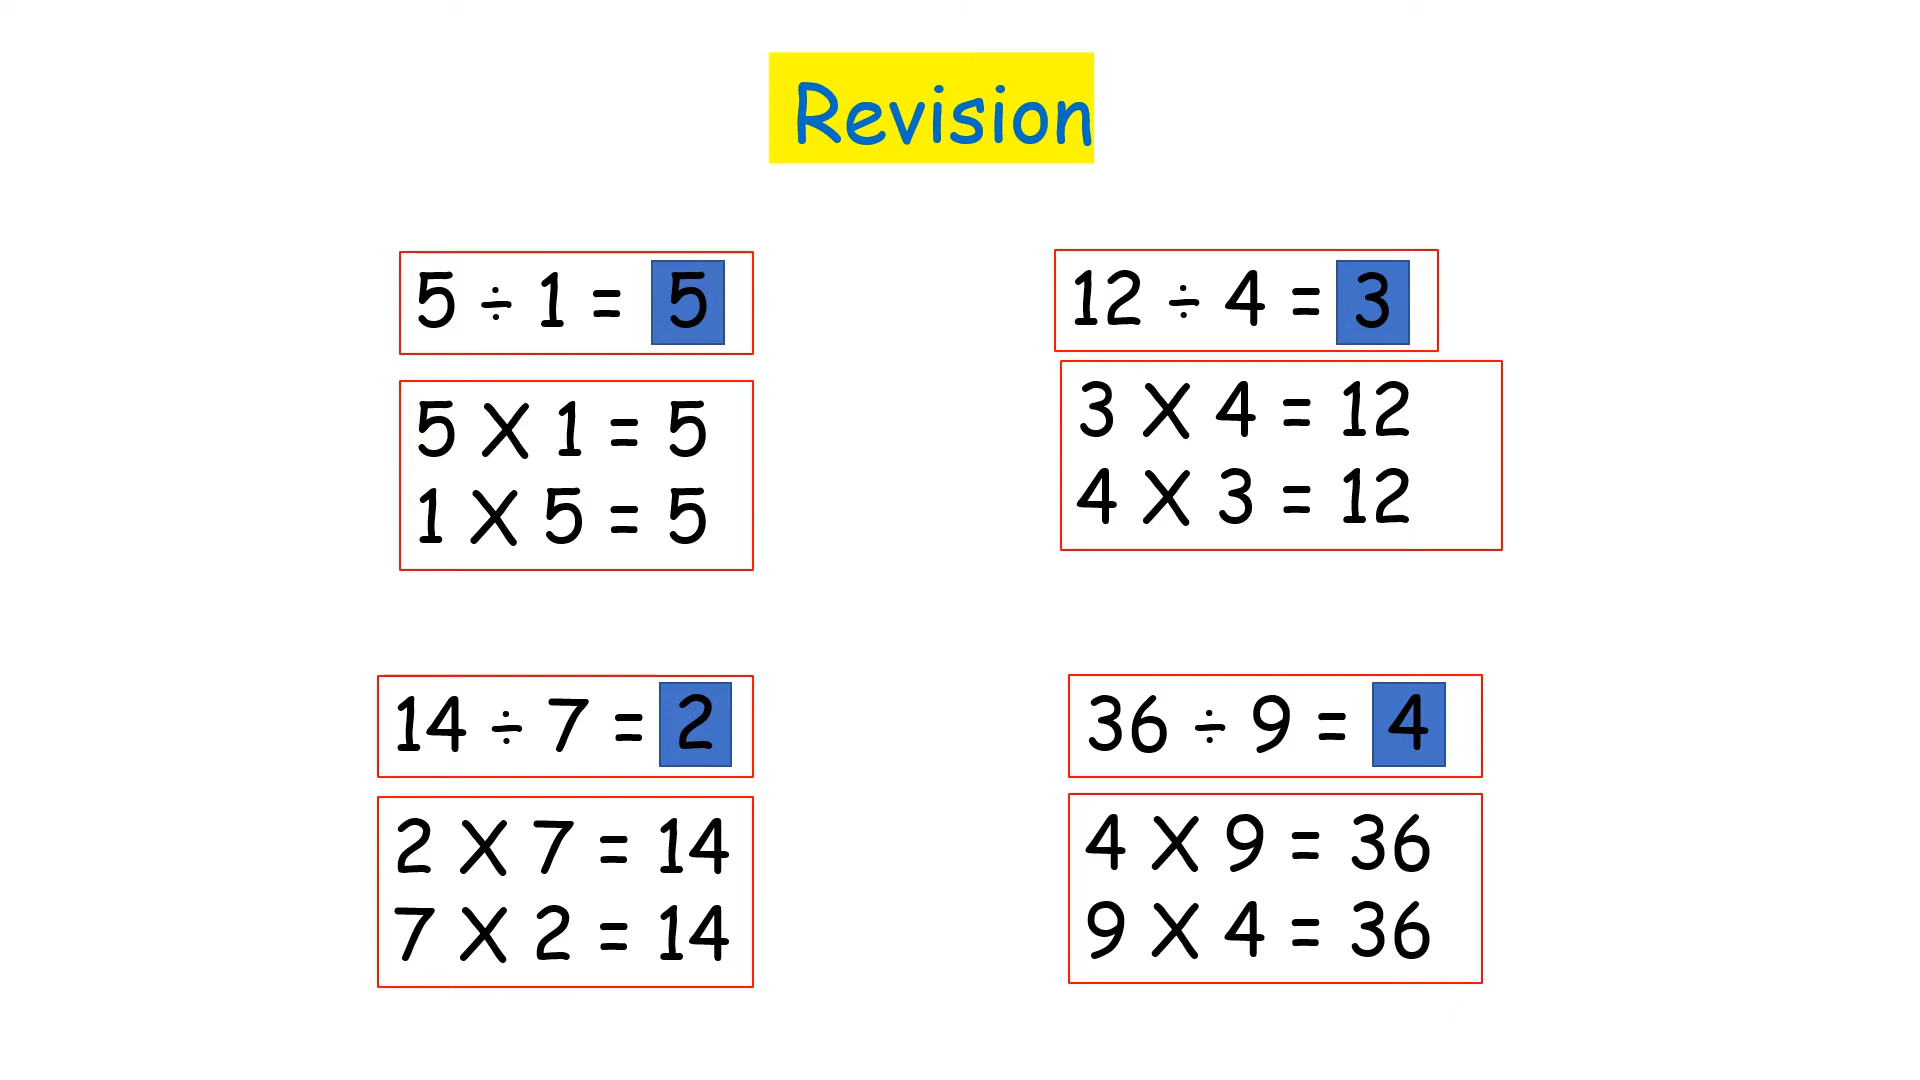 Revision
5 ÷ 1 = 5
5 X 1 = 5
1 X 5 = 5
12 ÷ 4 = 3
3 X 4 = 12
4 X 3 = 12
14 ÷ 7 = 2
2 X 7 = 14
7 X 2 = 14
36 ÷ 9 = 4
4 X 9 = 36
9 X 4 = 36